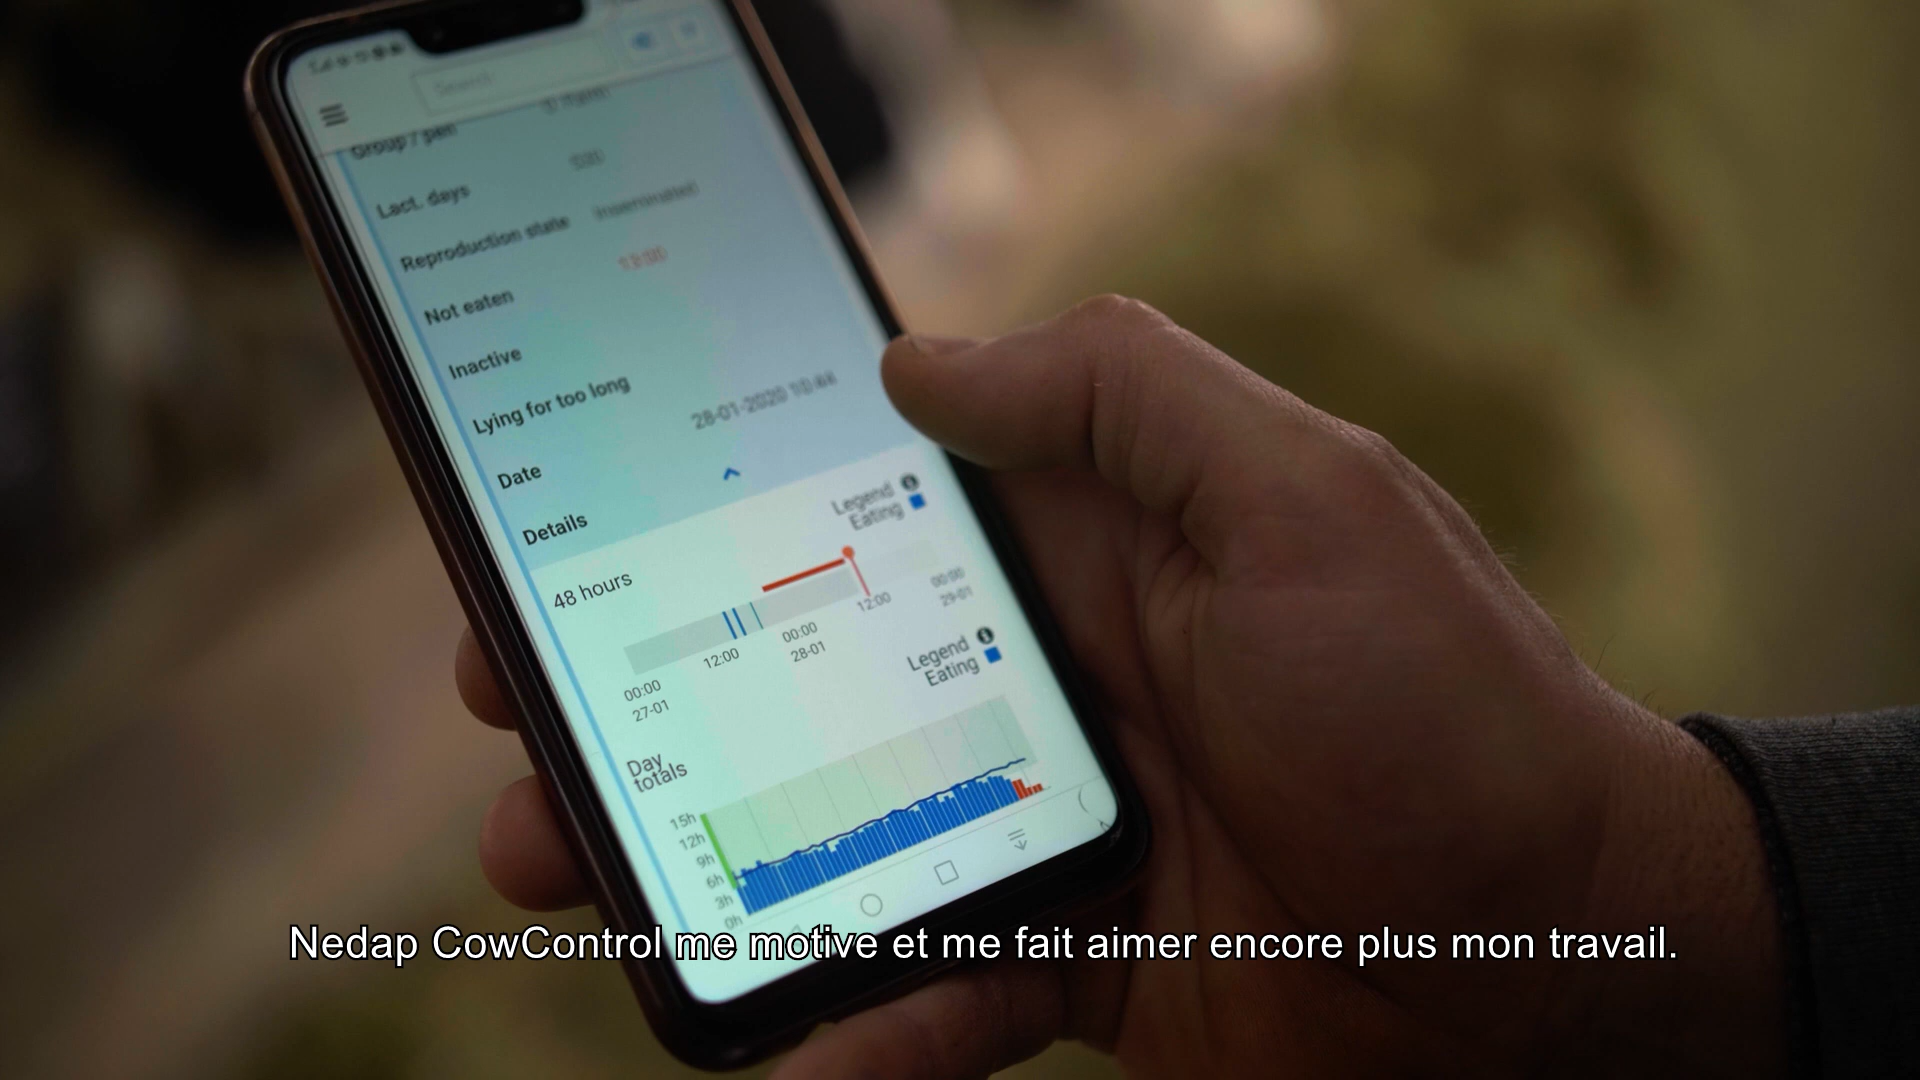 Group / pen
Lact. days
Reproduction state
Inseminated
Not eaten
Inactive
Lying for too long
Date
28-01-2020
Details
Legend
Eating
48 hours
00:00
27-01
12:00
00:00
28-01
12:00
00:00
29-01
Legend
Eating
Day
totals
15h
12h
9h
6h
3h
0h
Nedap CowControl me motive et me fait aimer encore plus mon travail.